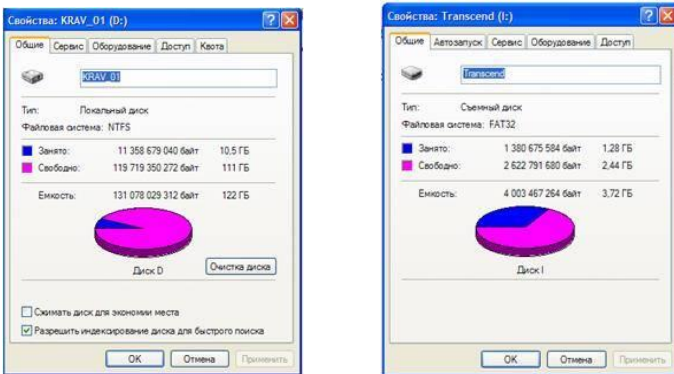 Свойства: KRAV_01 (D:)
Общие Сервис Оборудование Доступ Квота
KRAV_01
Тип: Локальный диск
Файловая система: NTFS
Занято: 11 358 679 040 байт 10,5 ГБ
Свободно: 119 719 350 272 байт 111 ГБ
Емкость: 131 078 029 312 байт 122 ГБ
Диск D
Очистка диска
Сжимать диск для экономии места
Разрешить индексирование диска для быстрого поиска
OK Отмена Применить
Свойства: Transcend (I:)
Общие Автозапуск Сервис Оборудование Доступ
Transcend
Тип: Съемный диск
Файловая система: FAT32
Занято: 1 380 675 584 байт 1,28 ГБ
Свободно: 2 622 791 680 байт 2,44 ГБ
Емкость: 4 003 467 264 байт 3,72 ГБ
Диск I
OK Отмена Применить